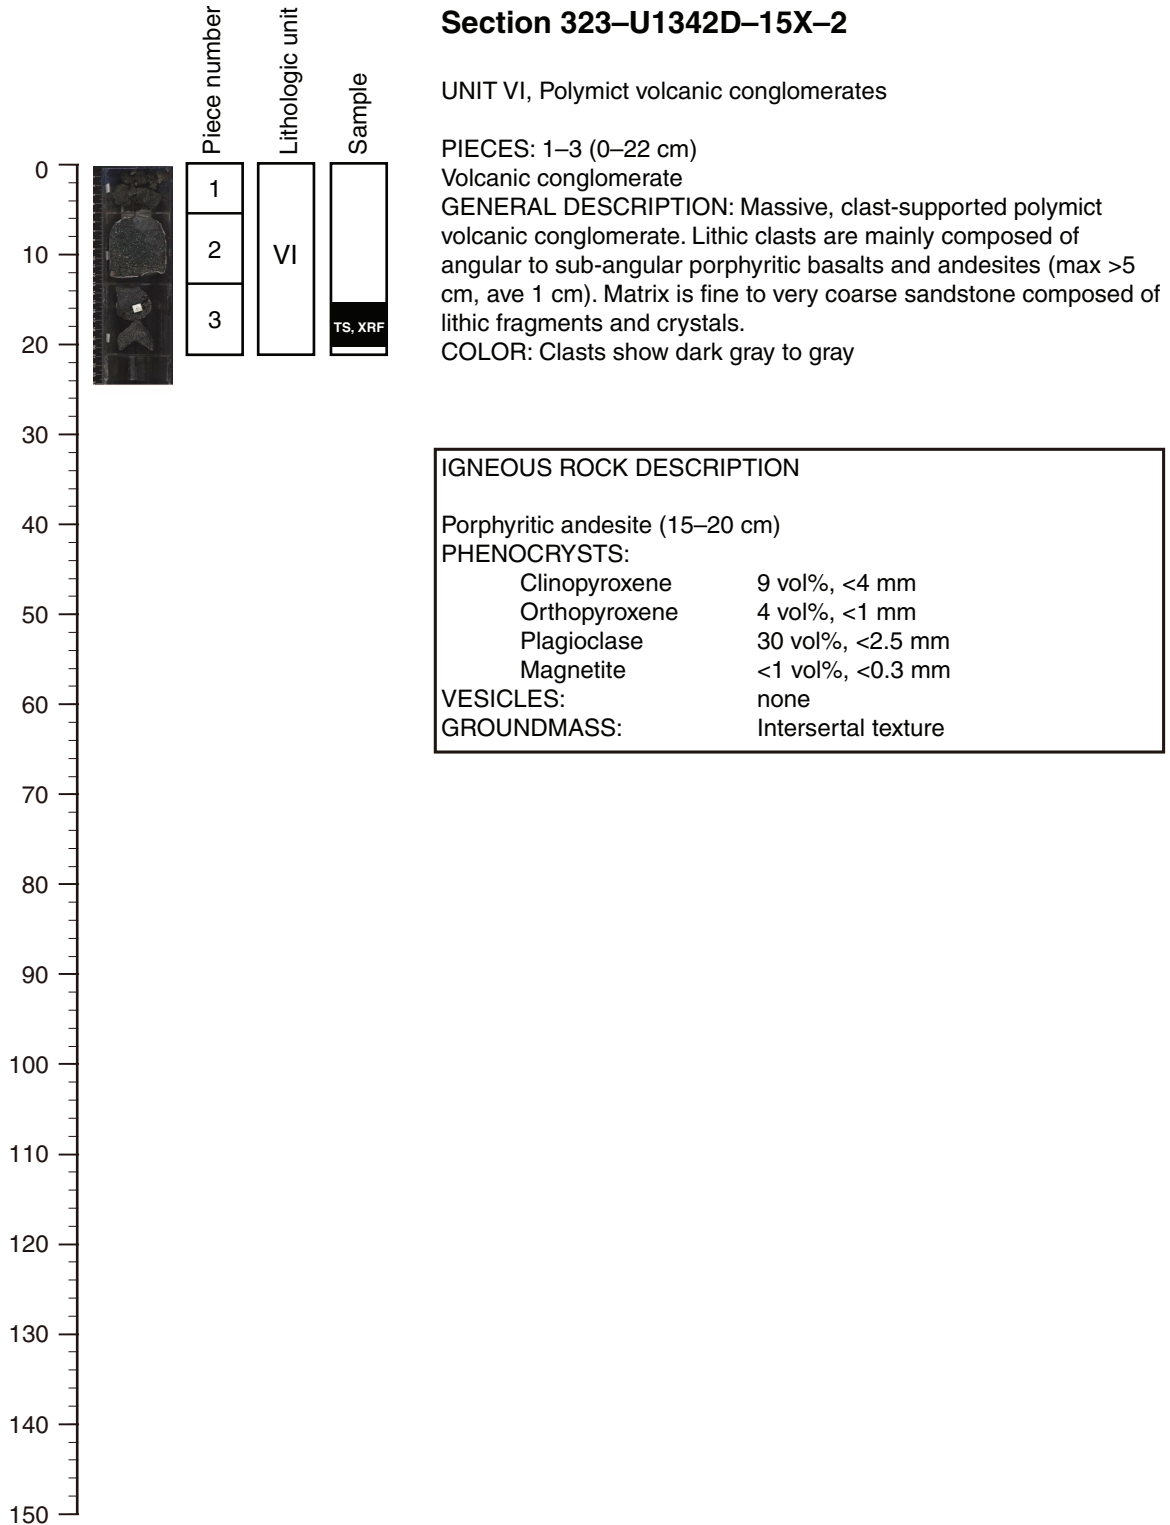 Section 323–U1342D–15X–2
Piece number
Lithologic unit
Sample
UNIT VI, Polymict volcanic conglomerates
PIECES: 1–3 (0–22 cm)
Volcanic conglomerate
GENERAL DESCRIPTION: Massive, clast-supported polymict
volcanic conglomerate. Lithic clasts are mainly composed of
angular to sub-angular porphyritic basalts and andesites (max >5
cm, ave 1 cm). Matrix is fine to very coarse sandstone composed of
lithic fragments and crystals.
COLOR: Clasts show dark gray to gray
0
10
20
30
40
50
60
70
80
90
100
110
120
130
140
150
1
2
3
VI
TS, XRF
IGNEOUS ROCK DESCRIPTION
Porphyritic andesite (15–20 cm)
PHENOCRYSTS:
Clinopyroxene 9 vol%, <4 mm
Orthopyroxene 4 vol%, <1 mm
Plagioclase 30 vol%, <2.5 mm
Magnetite <1 vol%, <0.3 mm
VESICLES: none
GROUNDMASS: Intersertal texture